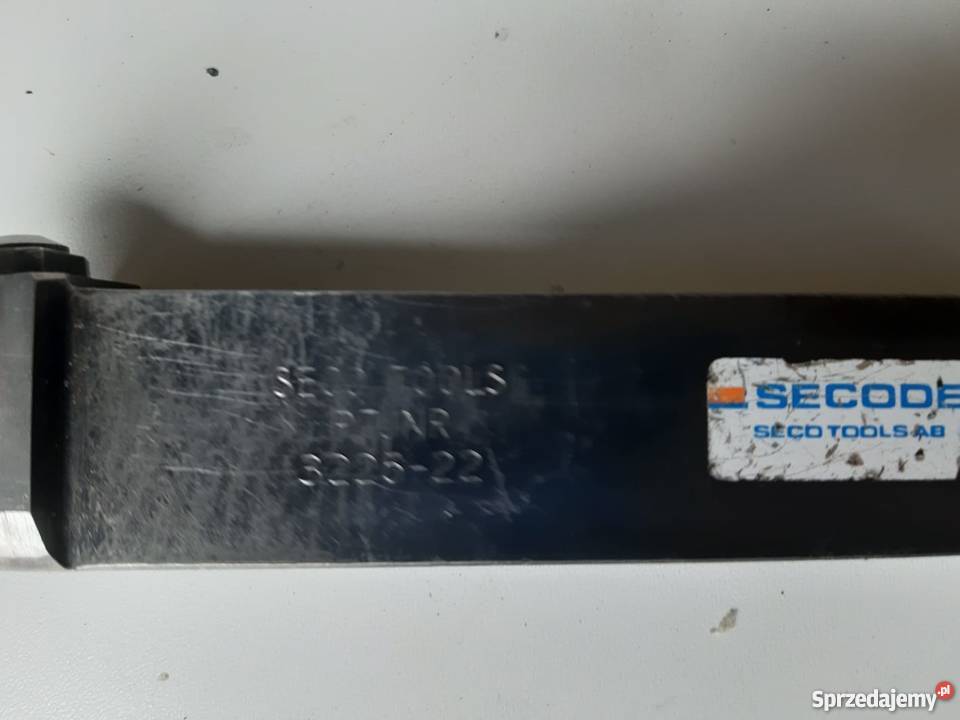 SECO TOOLS
PT NR
3225-22
SECODE
SECO TOOLS AB
Sprzedajemy.pl